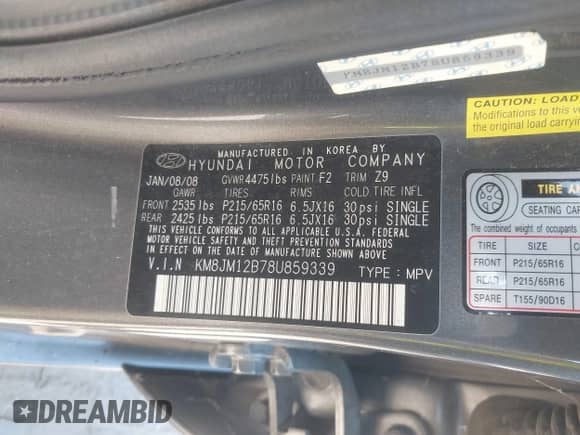 KM8JM12B78U859339
CAUTION: LOAD
Modifications to this
the original load carrying
MANUFACTURED IN KOREA BY
HYUNDAI MOTOR COMPANY
JAN/08/08 GVWR 4475lbs PAINT F2 TRIM Z9
GAWR TIRES RIMS COLD TIRE INFL
FRONT 2535lbs P215/65R16 6.5JX16 30psi SINGLE
REAR 2425lbs P215/65R16 6.5JX16 30psi SINGLE
THIS VEHICLE CONFORMS TO ALL APPLICABLE U.S.A. FEDERAL
MOTOR VEHICLE SAFETY AND THEFT PREVENTION
STANDARDS IN EFFECT ON THE DATE OF
MANUFACTURE SHOWN ABOVE.
V.I.N KM8JM12B78U859339 TYPE : MPV
TIRE A
SEATING CA
The combined weight of occupants
TIRE SIZE C
FRONT P215/65R16
REAR P215/65R16
SPARE T155/90D16
DREAMBID